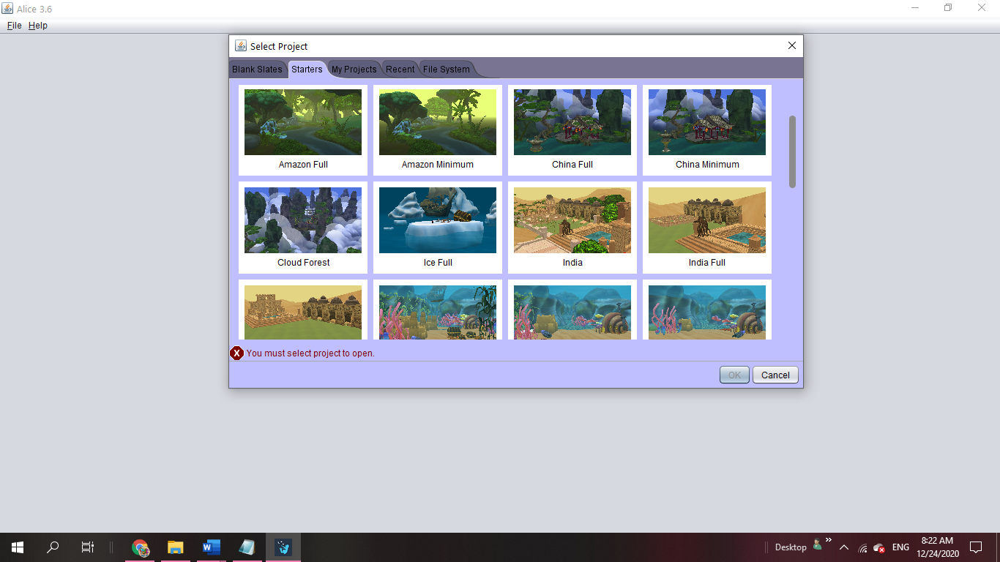 Alice 3.6
File Help
Select Project
Blank Slates Starters My Projects Recent File System
Amazon Full Amazon Minimum China Full China Minimum
Cloud Forest Ice Full India India Full
X You must select project to open.
OK Cancel
Desktop » ENG 8:22 AM
12/24/2020